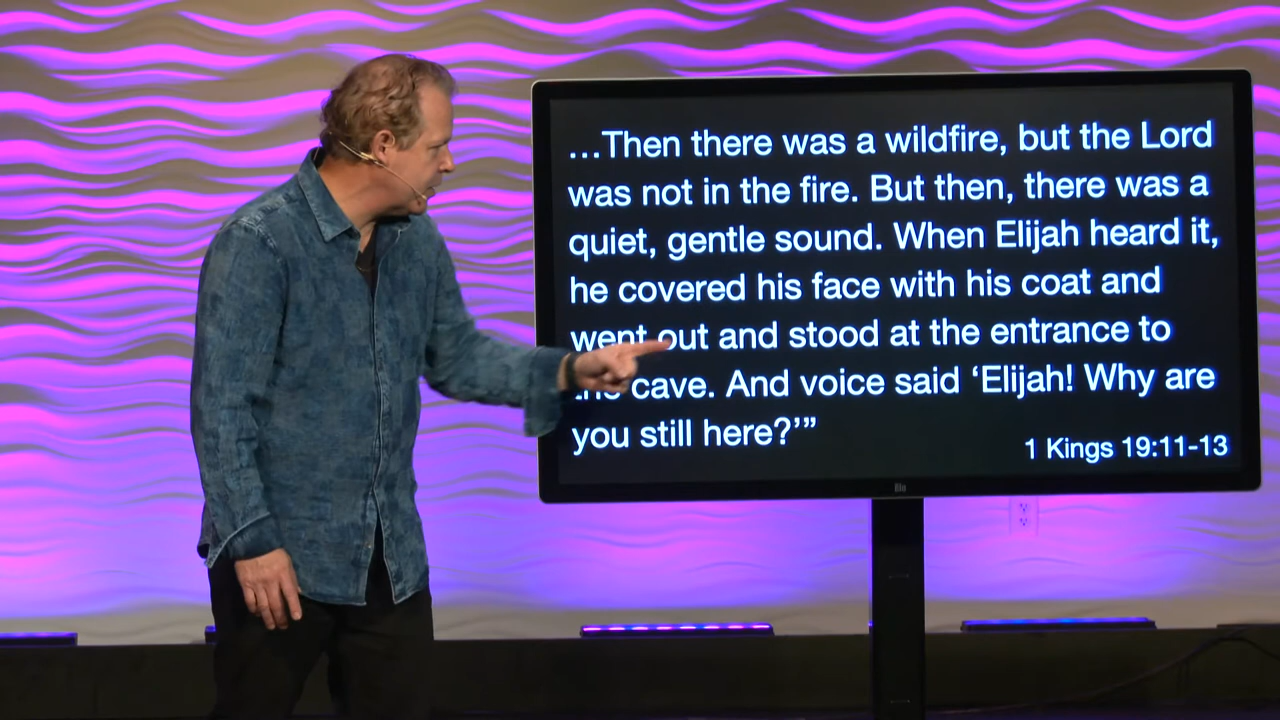 ...Then there was a wildfire, but the Lord
was not in the fire. But then, there was a
quiet, gentle sound. When Elijah heard it,
he covered his face with his coat and
went out and stood at the entrance to
the cave. And voice said ‘Elijah! Why are
you still here?’”
1 Kings 19:11-13
elo